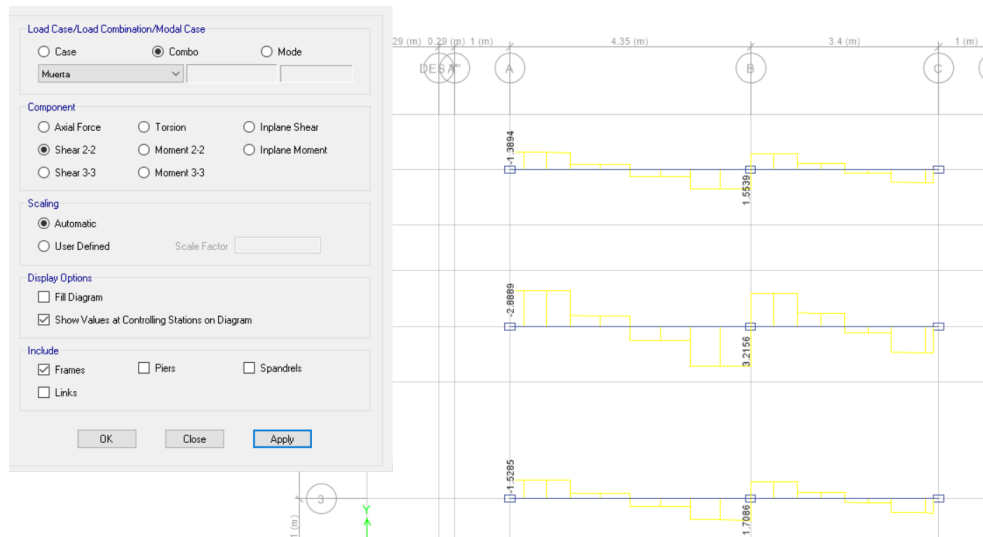 Load Case/Load Combination/Modal Case
Case Combo Mode
Muerta
Component
Axial Force Torsion Inplane Shear
Shear 2-2 Moment 2-2 Inplane Moment
Shear 3-3 Moment 3-3
Scaling
Automatic
User Defined Scale Factor
Display Options
Fill Diagram
Show Values at Controlling Stations on Diagram
Include
Frames Piers Spandrels
Links
OK Close Apply
29 (m) 0.29 (m) 1 (m) 4.35 (m) 3.4 (m) 1 (m)
A B C
-1.3894
1.5539
-2.8889
3.2156
-1.5285
1.7086
3
Y
1 (m)